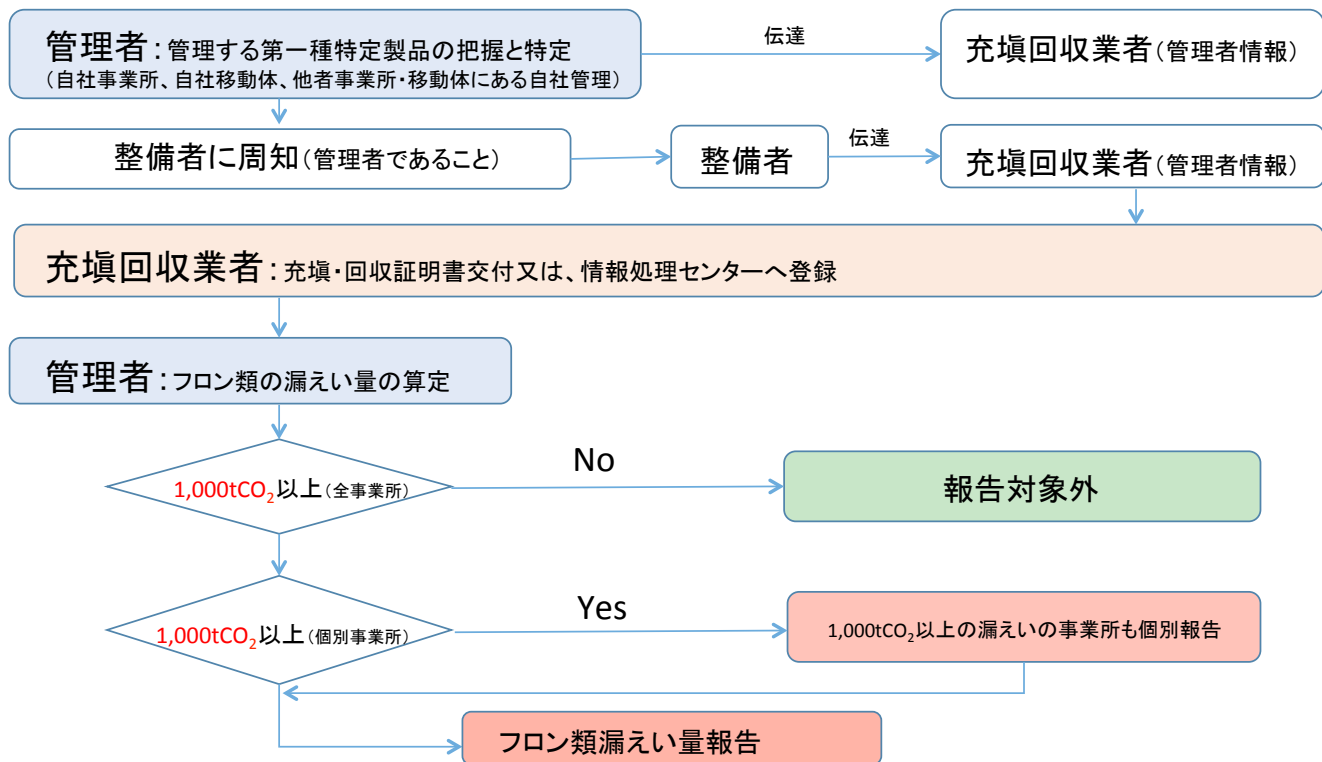 管理者：管理する第一種特定製品の把握と特定
（自社事業所、自社移動体、他者事業所・移動体にある自社管理）
伝達
充塡回収業者（管理者情報）
整備者に周知（管理者であること）
整備者
伝達
充塡回収業者（管理者情報）
充塡回収業者：充塡・回収証明書交付又は、情報処理センターへ登録
管理者：フロン類の漏えい量の算定
1,000tCO₂以上（全事業所）
No
報告対象外
1,000tCO₂以上（個別事業所）
Yes
1,000tCO₂以上の漏えいの事業所も個別報告
フロン類漏えい量報告